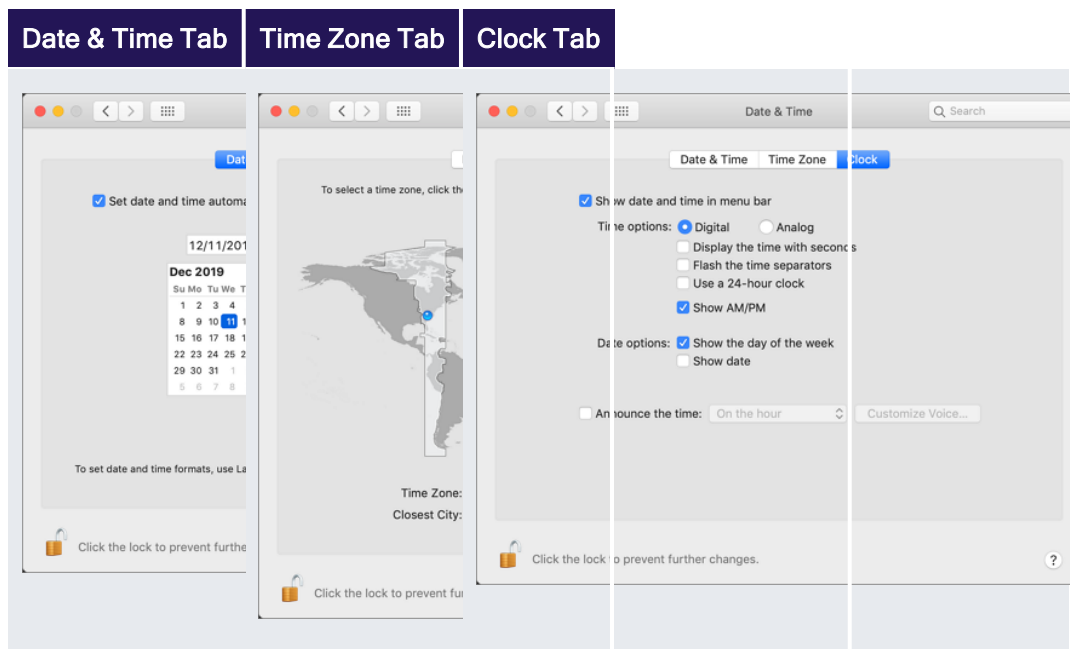 Date & Time Tab
Time Zone Tab
Clock Tab
Set date and time automa
12/11/201
Dec 2019
Su Mo Tu We T
1 2 3 4
8 9 10 11 1
15 16 17 18 1
22 23 24 25 2
29 30 31 1
5 6 7 8
To set date and time formats, use La
Click the lock to prevent furthe
To select a time zone, click the
Time Zone:
Closest City:
Click the lock to prevent fu
Date & Time
Search
Date & Time Time Zone Clock
Show date and time in menu bar
Time options: Digital Analog
Display the time with seconds
Flash the time separators
Use a 24-hour clock
Show AM/PM
Date options: Show the day of the week
Show date
Announce the time: On the hour Customize Voice...
Click the lock to prevent further changes.
?